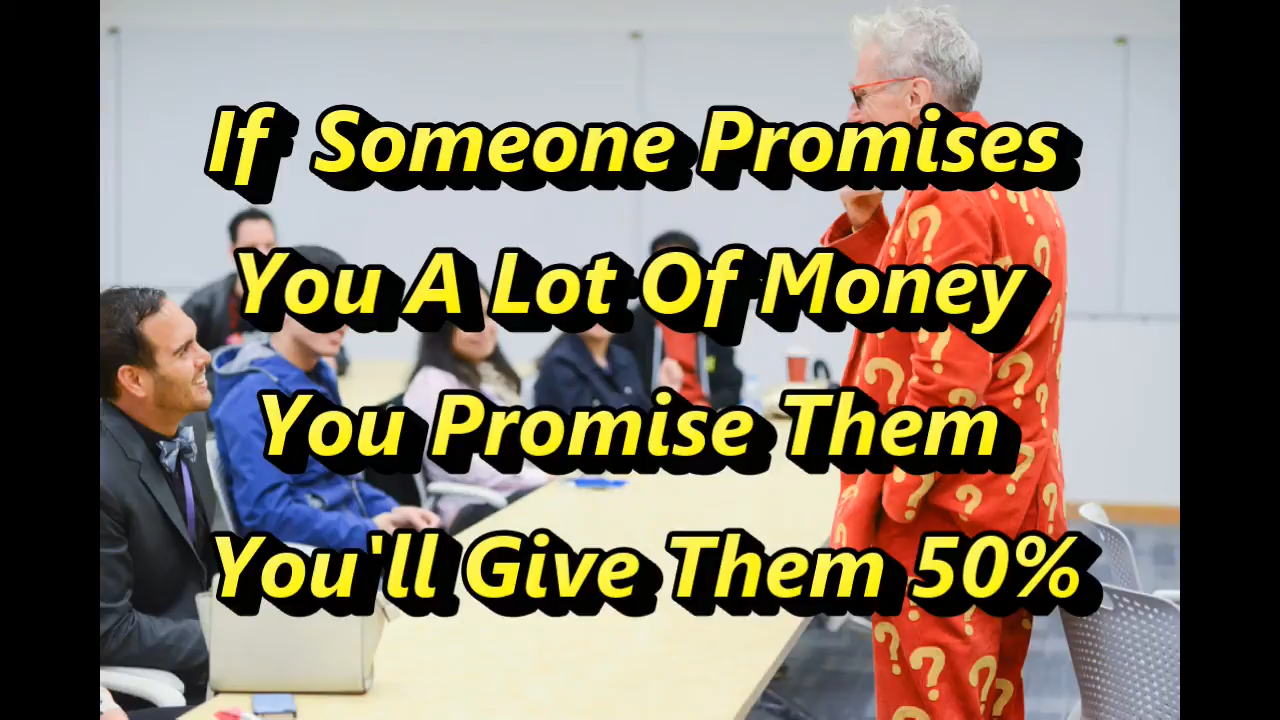 If Someone Promises
You A Lot Of Money
You Promise Them
You'll Give Them 50%